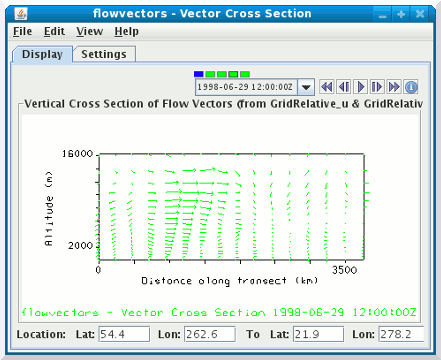 flowvectors - Vector Cross Section
File Edit View Help
Display Settings
1998-06-29 12:00:00Z
Vertical Cross Section of Flow Vectors (from GridRelative_u & GridRelativ
16000
Altitude (m)
2000
0 3500
Distance along transect (km)
flowvectors - Vector Cross Section 1998-06-29 12:00:00Z
Location: Lat: 54.4 Lon: 262.6 To Lat: 21.9 Lon: 278.2